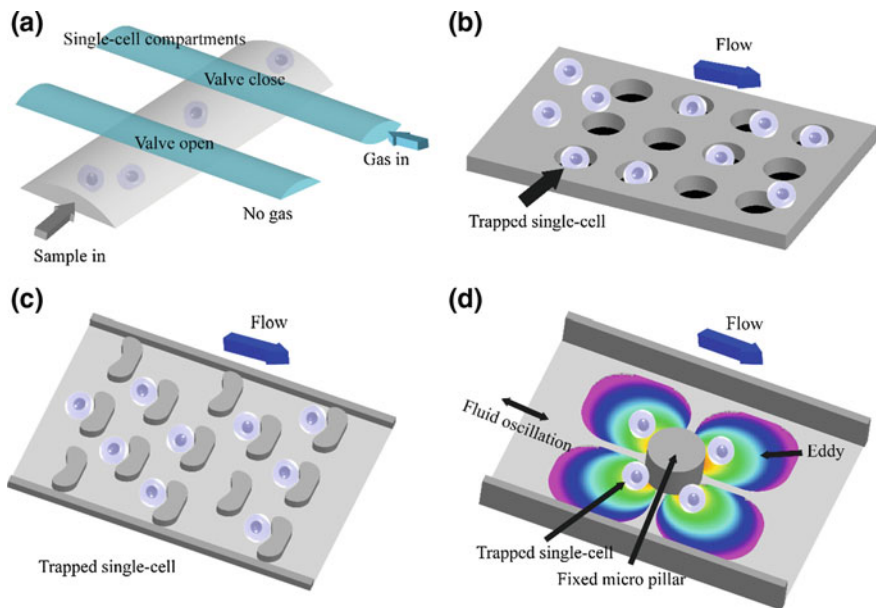 (a)
Single-cell compartments
Valve close
Valve open
Gas in
No gas
Sample in
(b)
Flow
Trapped single-cell
(c)
Flow
Trapped single-cell
(d)
Flow
Fluid oscillation
Eddy
Trapped single-cell
Fixed micro pillar